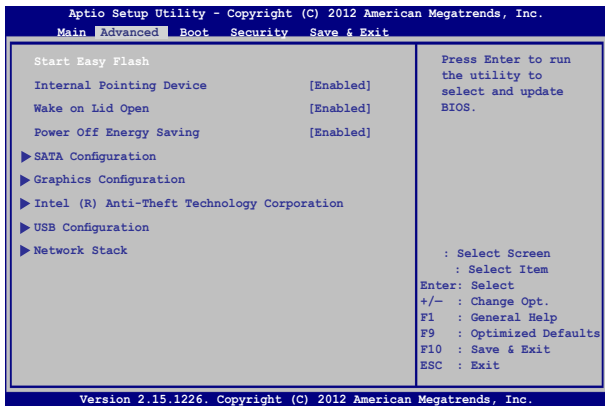 Aptio Setup Utility - Copyright (C) 2012 American Megatrends, Inc.
Main Advanced Boot Security Save & Exit
Start Easy Flash
Internal Pointing Device [Enabled]
Wake on Lid Open [Enabled]
Power Off Energy Saving [Enabled]
SATA Configuration
Graphics Configuration
Intel (R) Anti-Theft Technology Corporation
USB Configuration
Network Stack
Press Enter to run
the utility to
select and update
BIOS.
: Select Screen
: Select Item
Enter: Select
+/— : Change Opt.
F1 : General Help
F9 : Optimized Defaults
F10 : Save & Exit
ESC : Exit
Version 2.15.1226. Copyright (C) 2012 American Megatrends, Inc.